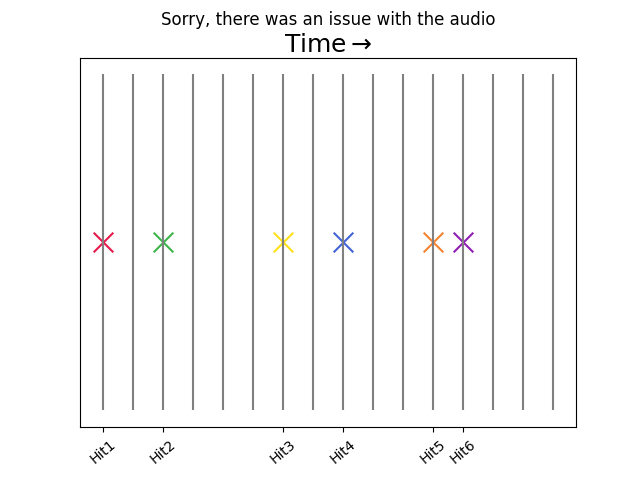 Sorry, there was an issue with the audio
Time→
Hit1 Hit2 Hit3 Hit4 Hit5 Hit6